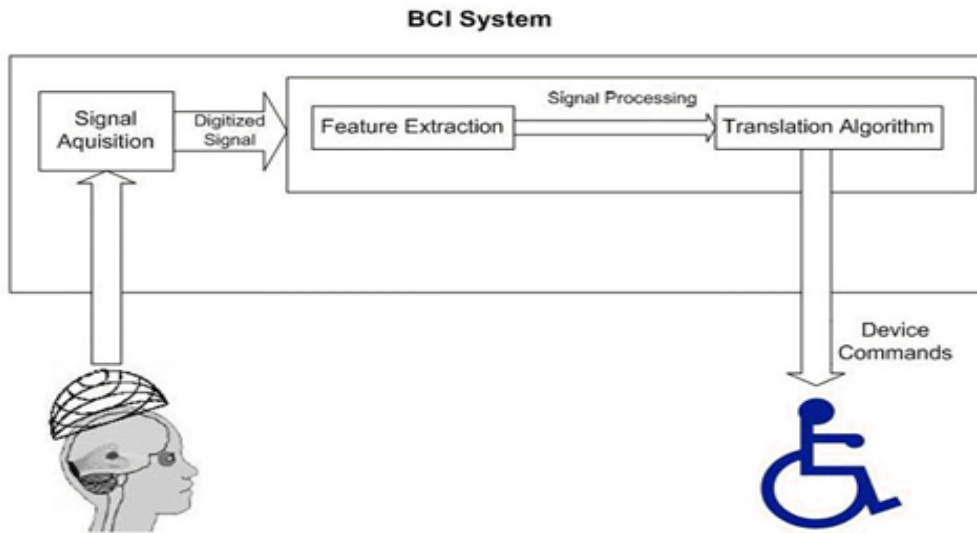 BCI System
Signal
Aquisition
Digitized
Signal
Feature Extraction
Signal Processing
Translation Algorithm
Device
Commands